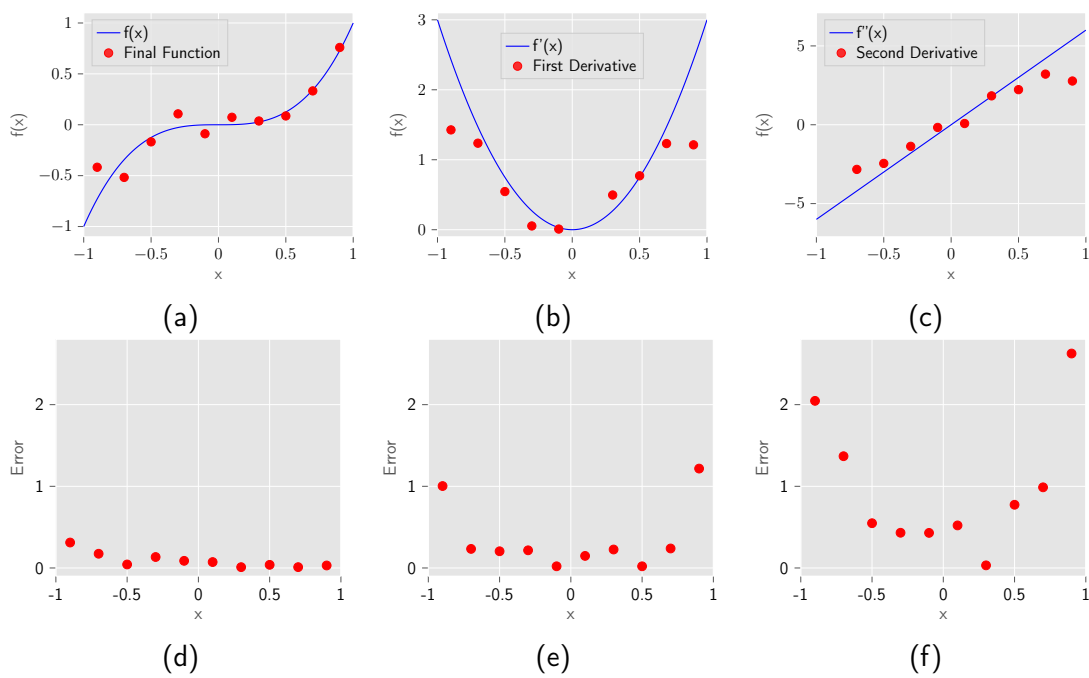 f(x)
Final Function
1
0.5
0
−0.5
−1
f(x)
−1
−0.5
0
0.5
1
x
(a)
f'(x)
First Derivative
3
2
1
0
f(x)
−1
−0.5
0
0.5
1
x
(b)
f"(x)
Second Derivative
5
0
−5
f(x)
−1
−0.5
0
0.5
1
x
(c)
2
1
0
Error
-1
-0.5
0
0.5
1
x
(d)
2
1
0
Error
-1
-0.5
0
0.5
1
x
(e)
2
1
0
Error
-1
-0.5
0
0.5
1
x
(f)